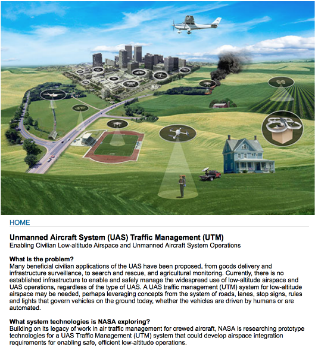 HOME
Unmanned Aircraft System (UAS) Traffic Management (UTM)
Enabling Civilian Low-altitude Airspace and Unmanned Aircraft System Operations
What is the problem?
Many beneficial civilian applications of UAS have been proposed, from goods delivery and
infrastructure surveillance, to search and rescue, and agricultural monitoring. Currently, there is no
established infrastructure to enable and safely manage the widespread use of low-altitude airspace and
UAS operations, regardless of the type of UAS. A UAS traffic management (UTM) system for low-altitude
airspace may be needed, perhaps leveraging concepts from the system of roads, lanes, stop signs, rules
and lights that govern vehicles on the ground today, whether the vehicles are driven by humans or are
automated.
What system technologies is NASA exploring?
Building on its legacy of work in air traffic management for crewed aircraft, NASA is researching prototype
technologies for a UAS Traffic Management (UTM) system that could develop airspace integration
requirements for enabling safe, efficient low-altitude operations.